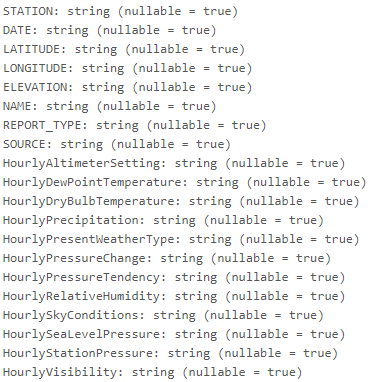 STATION: string (nullable = true)
DATE: string (nullable = true)
LATITUDE: string (nullable = true)
LONGITUDE: string (nullable = true)
ELEVATION: string (nullable = true)
NAME: string (nullable = true)
REPORT_TYPE: string (nullable = true)
SOURCE: string (nullable = true)
HourlyAltimeterSetting: string (nullable = true)
HourlyDewPointTemperature: string (nullable = true)
HourlyDryBulbTemperature: string (nullable = true)
HourlyPrecipitation: string (nullable = true)
HourlyPresentWeatherType: string (nullable = true)
HourlyPressureChange: string (nullable = true)
HourlyPressureTendency: string (nullable = true)
HourlyRelativeHumidity: string (nullable = true)
HourlySkyConditions: string (nullable = true)
HourlySeaLevelPressure: string (nullable = true)
HourlyStationPressure: string (nullable = true)
HourlyVisibility: string (nullable = true)